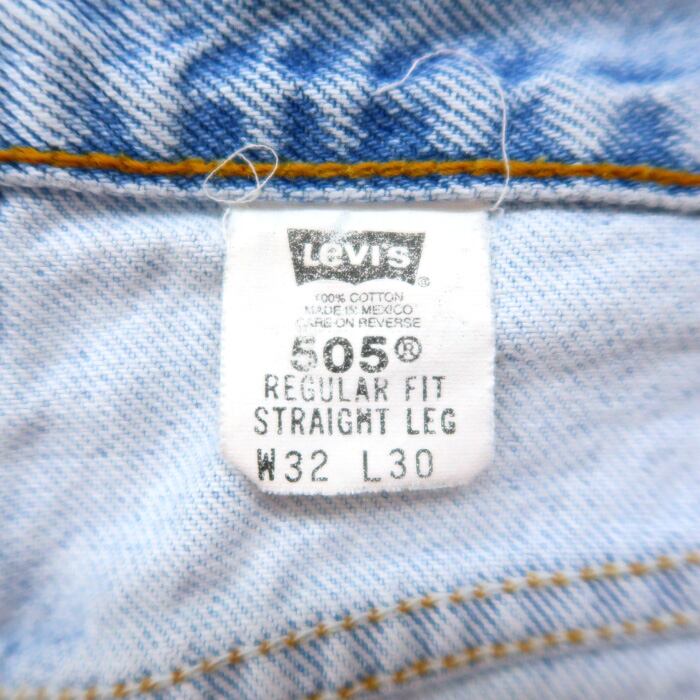 Levi's®
100% COTTON
MADE IN MEXICO
CARE ON REVERSE
505®
REGULAR FIT
STRAIGHT LEG
W32 L30